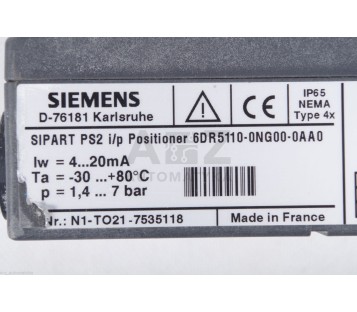 SIEMENS
D-76181 Karlsruhe
CE
IP65
NEMA
Type 4x
SIPART PS2 i/p Positioner 6DR5110-0NG00-0AA0
Iw = 4...20mA
Ta = -30 ...+80°C
p = 1,4 ... 7 bar
Nr.: N1-TO21-7535118
Made in France